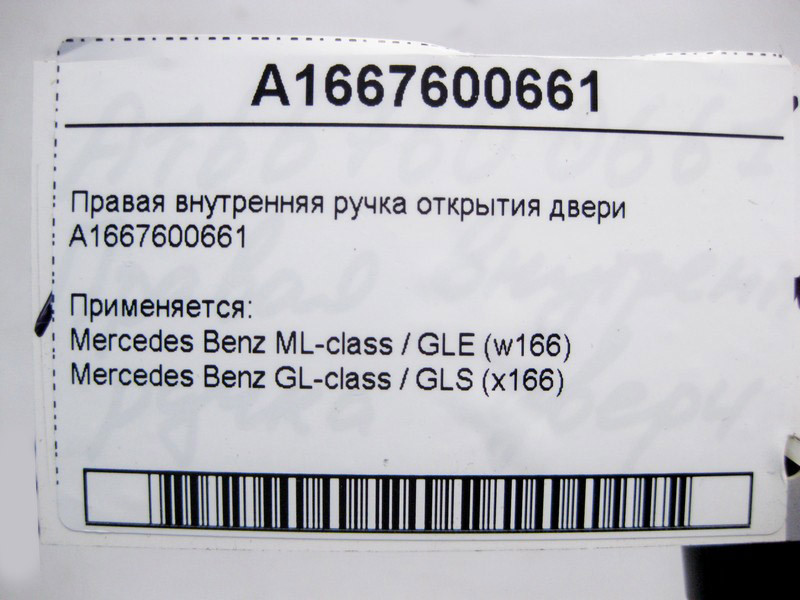 A1667600661
Правая внутренняя ручка открытия двери
A1667600661
Применяется:
Mercedes Benz ML-class / GLE (w166)
Mercedes Benz GL-class / GLS (x166)